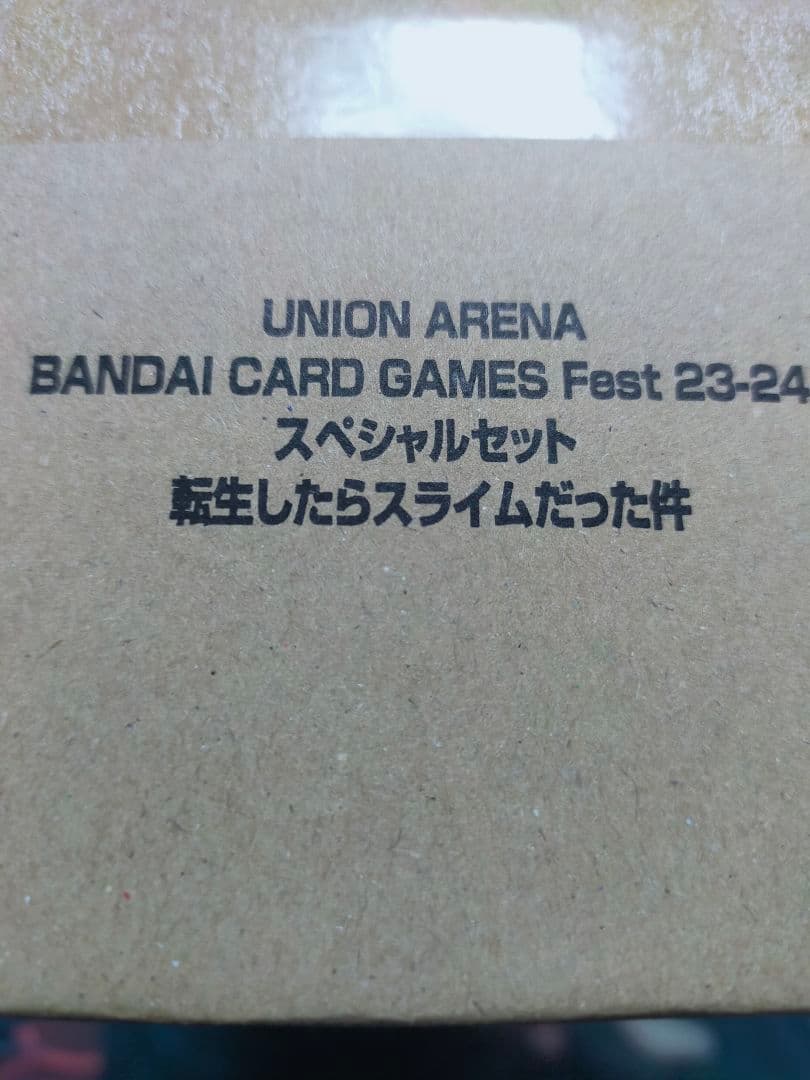 UNION ARENA
BANDAI CARD GAMES Fest 23-24
スペシャルセット
転生したらスライムだった件